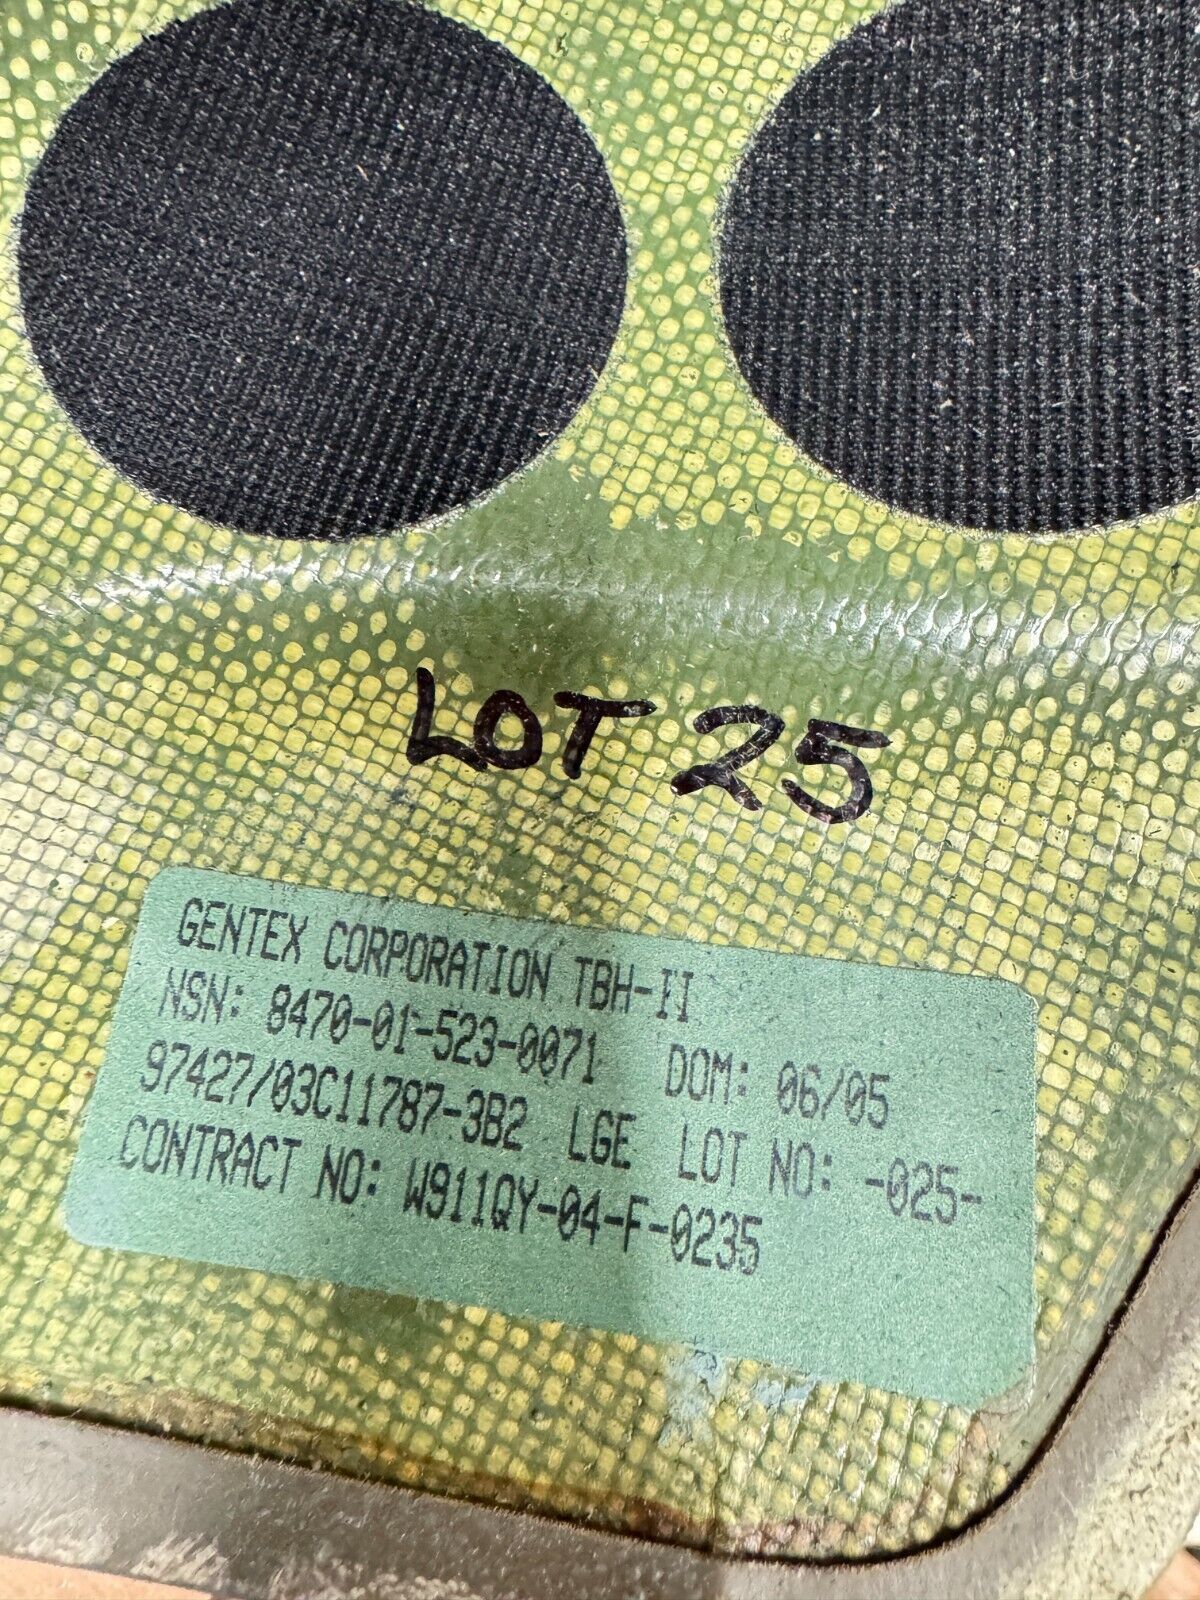 LOT 25
GENTEX CORPORATION TBH-II
NSN: 8470-01-523-0071 DOM: 06/05
97427/03C11787-3B2 LGE LOT NO: -025-
CONTRACT NO: W911QY-04-F-0235